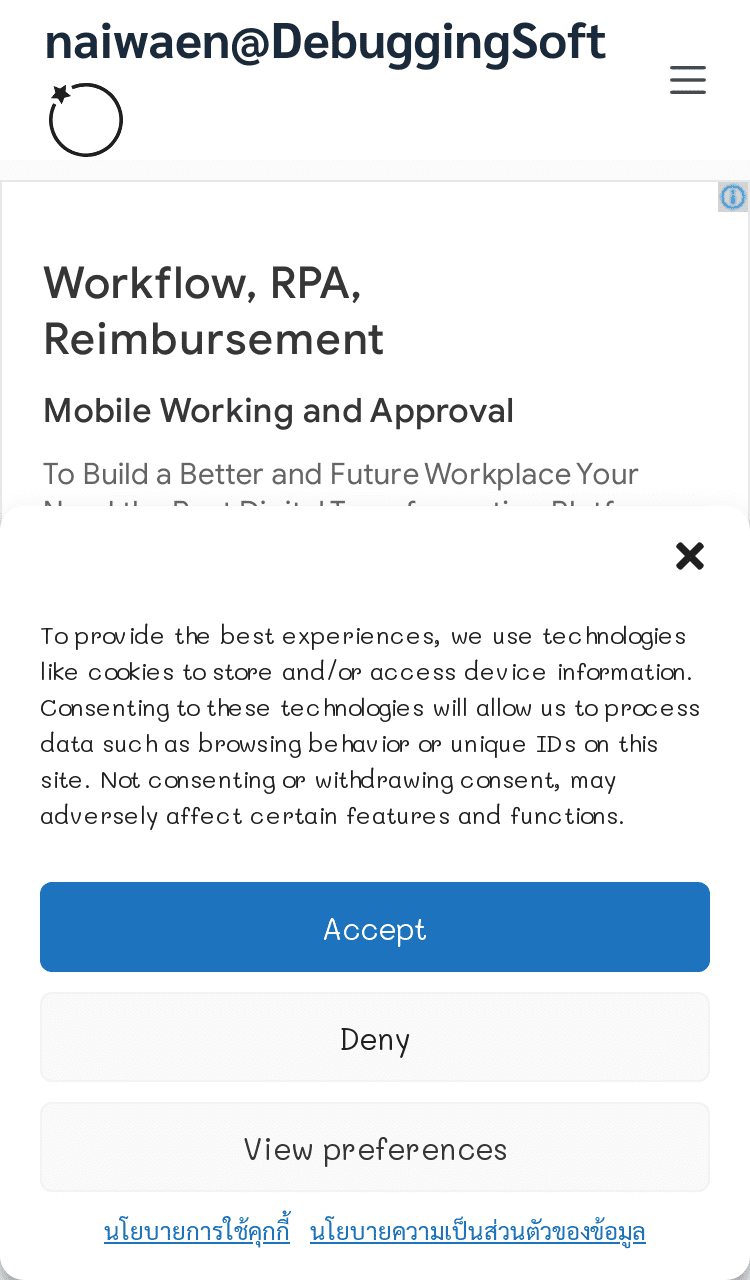 naiwaen@DebuggingSoft
Workflow, RPA,
Reimbursement
Mobile Working and Approval
To Build a Better and Future Workplace Your
To provide the best experiences, we use technologies
like cookies to store and/or access device information.
Consenting to these technologies will allow us to process
data such as browsing behavior or unique IDs on this
site. Not consenting or withdrawing consent, may
adversely affect certain features and functions.
Accept
Deny
View preferences
นโยบายการใช้คุกกี้ นโยบายความเป็นส่วนตัวของข้อมูล